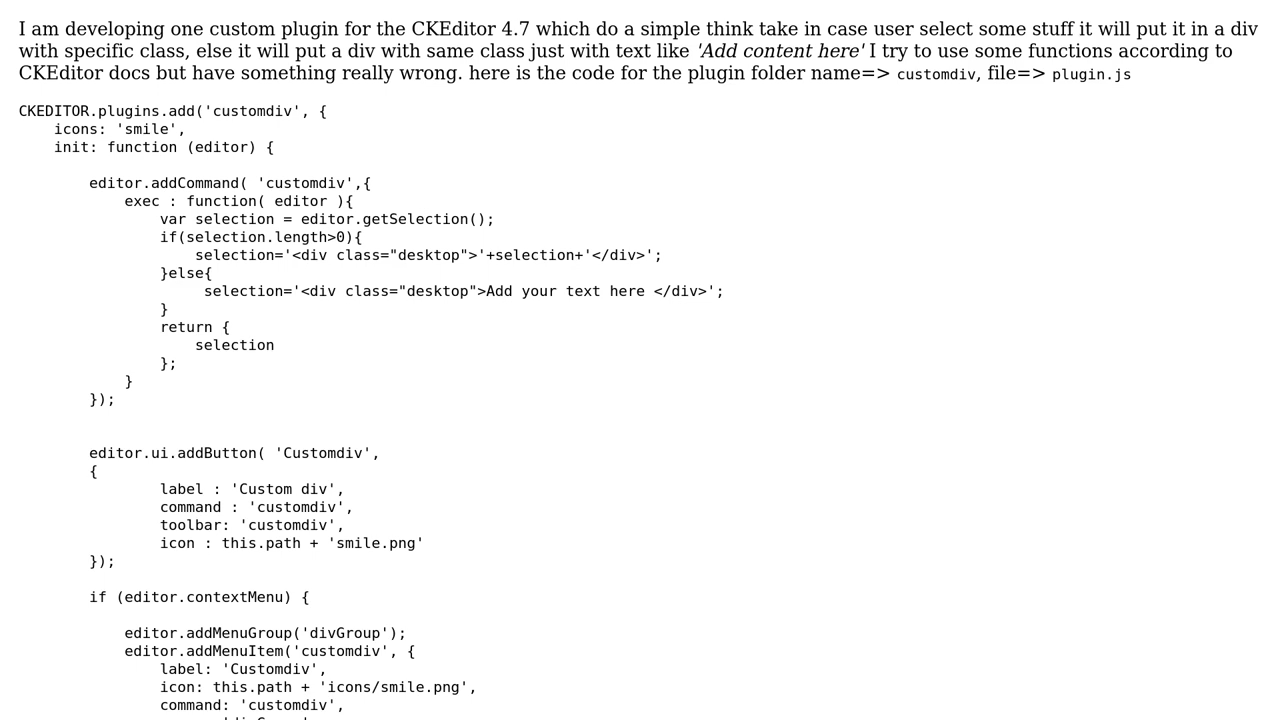 I am developing one custom plugin for the CKEditor 4.7 which do a simple think take in case user select some stuff it will put it in a div
with specific class, else it will put a div with same class just with text like 'Add content here' I try to use some functions according to
CKEditor docs but have something really wrong. here is the code for the plugin folder name=> customdiv, file=> plugin.js
CKEDITOR.plugins.add('customdiv', {
    icons: 'smile',
    init: function (editor) {
        editor.addCommand( 'customdiv',{
            exec : function( editor ){
                var selection = editor.getSelection();
                if(selection.length>0){
                    selection='<div class="desktop">'+selection+'</div>';
                }else{
                     selection='<div class="desktop">Add your text here </div>';
                }
                return {
                    selection
                };
            }
        });
        editor.ui.addButton( 'Customdiv',
        {
                label : 'Custom div',
                command : 'customdiv',
                toolbar: 'customdiv',
                icon : this.path + 'smile.png'
        });
        if (editor.contextMenu) {
            editor.addMenuGroup('divGroup');
            editor.addMenuItem('customdiv', {
                label: 'Customdiv',
                icon: this.path + 'icons/smile.png',
                command: 'customdiv',